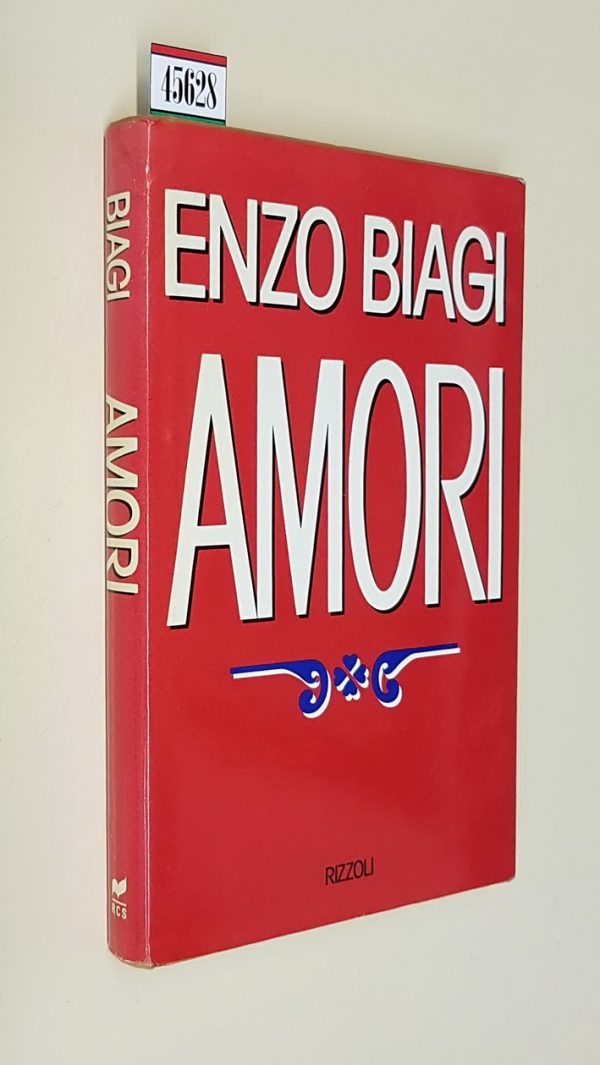 45628
ENZO BIAGI
AMORI
RIZZOLI
BIAGI AMORI
RCS